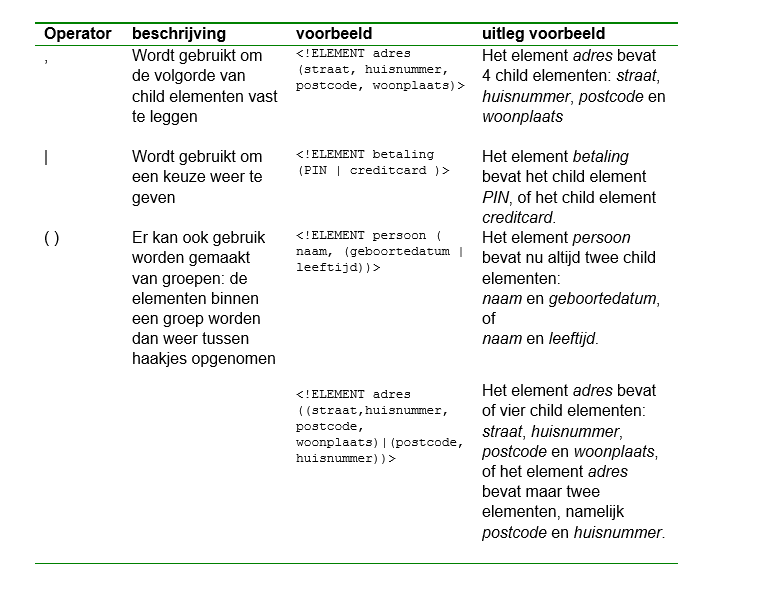 Operator beschrijving voorbeeld uitleg voorbeeld
,
Wordt gebruikt om
de volgorde van
child elementen vast
te leggen
<!ELEMENT adres
(straat, huisnummer,
postcode, woonplaats)>
Het element adres bevat
4 child elementen: straat,
huisnummer, postcode en
woonplaats
|
Wordt gebruikt om
een keuze weer te
geven
<!ELEMENT betaling
(PIN | creditcard )>
Het element betaling
bevat het child element
PIN, of het child element
creditcard.
( )
Er kan ook gebruik
worden gemaakt
van groepen: de
elementen binnen
een groep worden
dan weer tussen
haakjes opgenomen
<!ELEMENT persoon (
naam, (geboortedatum |
leeftijd))>
Het element persoon
bevat nu altijd twee child
elementen:
naam en geboortedatum,
of
naam en leeftijd.
<!ELEMENT adres
((straat,huisnummer,
postcode,
woonplaats)|(postcode,
huisnummer))>
Het element adres bevat
of vier child elementen:
straat, huisnummer,
postcode en woonplaats,
of het element adres
bevat maar twee
elementen, namelijk
postcode en huisnummer.